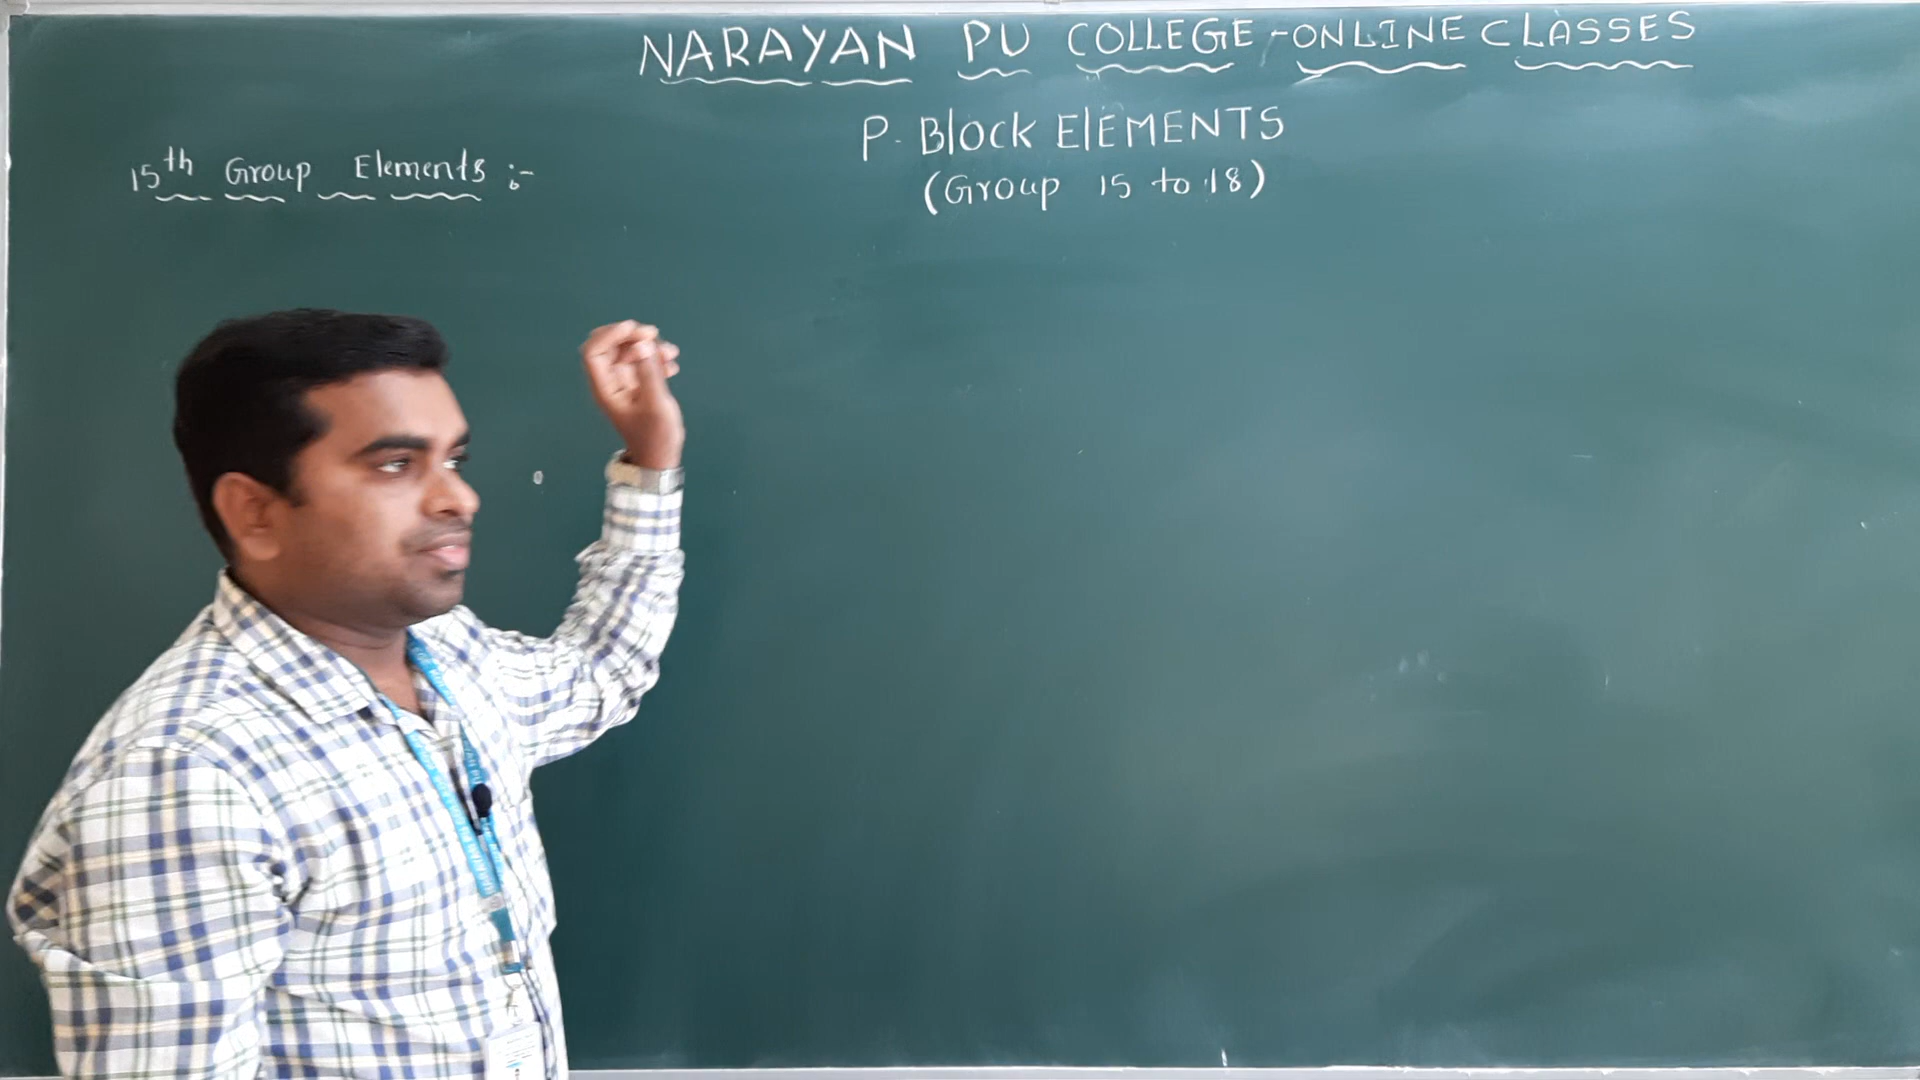 NARAYAN PU COLLEGE - ONLINE CLASSES
P. Block ElEMENTS
(Group 15 to 18)
15th Group Elements :-